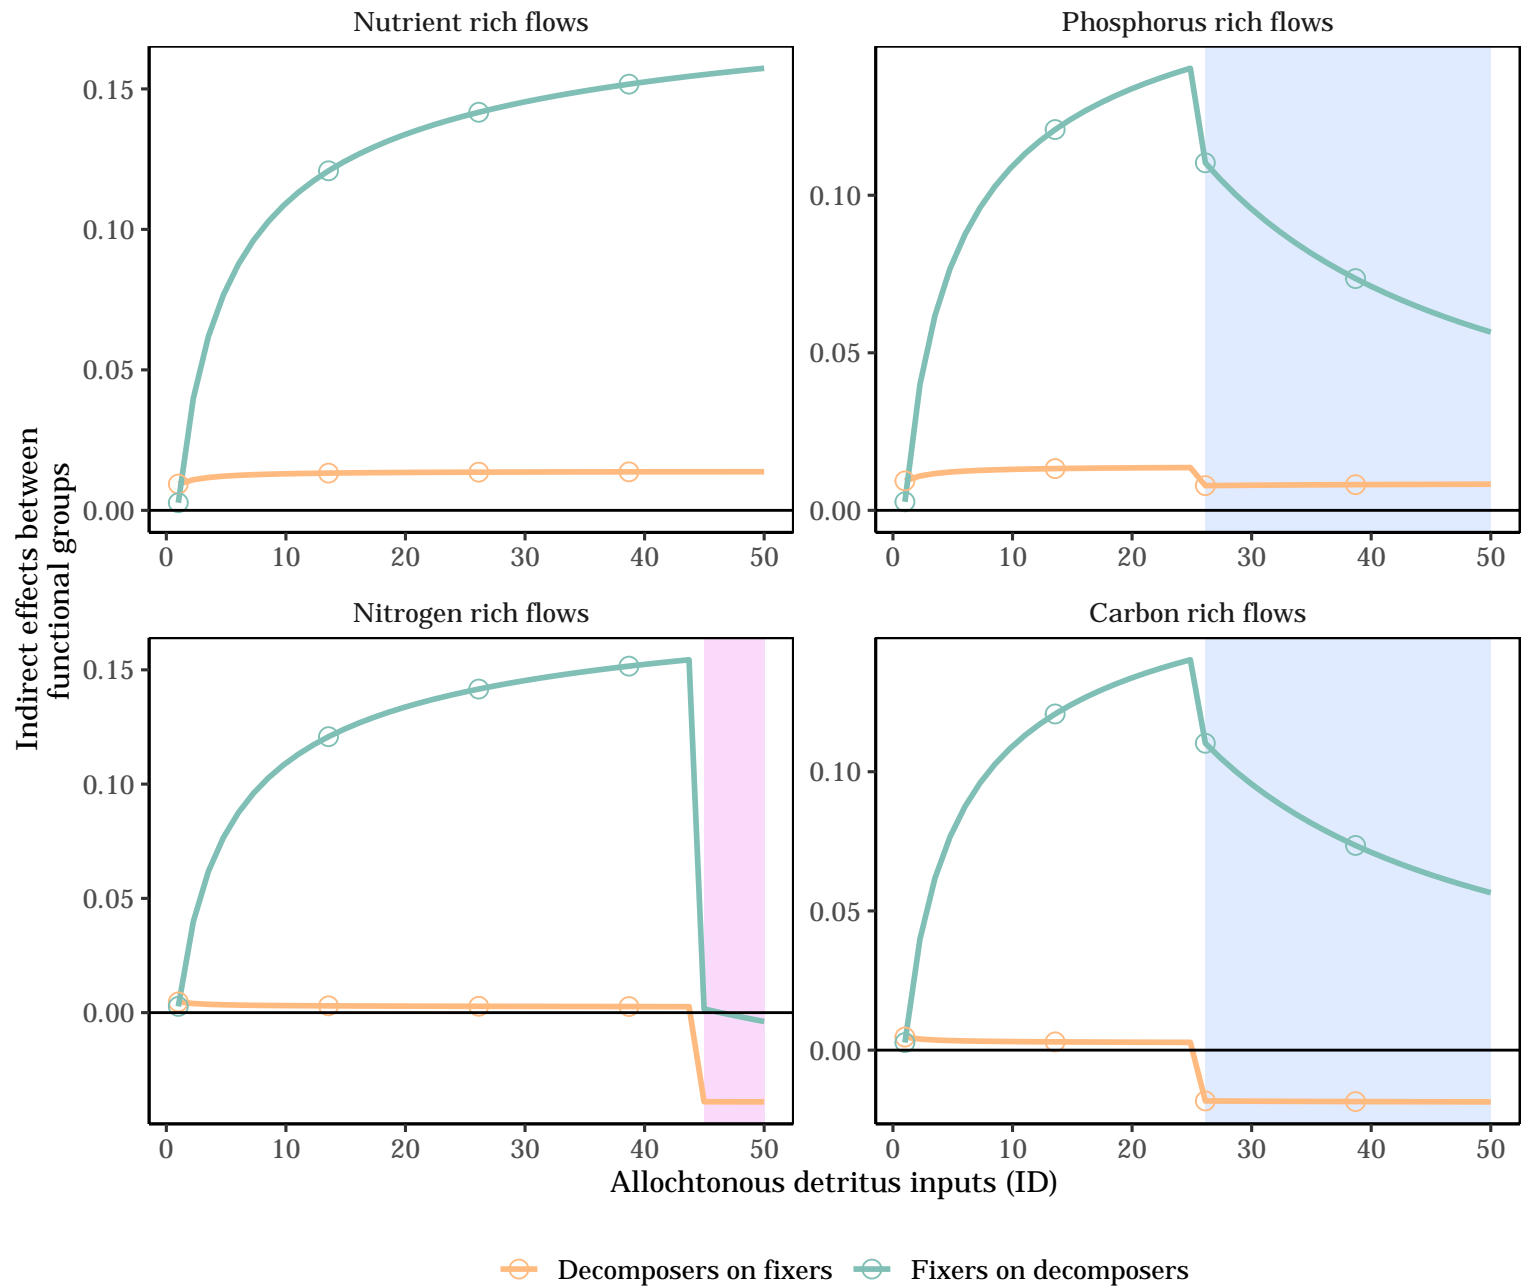 Nutrient rich flows
Phosphorus rich flows
0.15
0.10
0.05
0.00
0 10 20 30 40 50
0.10
0.05
0.00
0 10 20 30 40 50
Nitrogen rich flows
Carbon rich flows
0.15
0.10
0.05
0.00
0 10 20 30 40 50
0.10
0.05
0.00
0 10 20 30 40 50
Indirect effects between
functional groups
Allochtonous detritus inputs (ID)
Decomposers on fixers
Fixers on decomposers